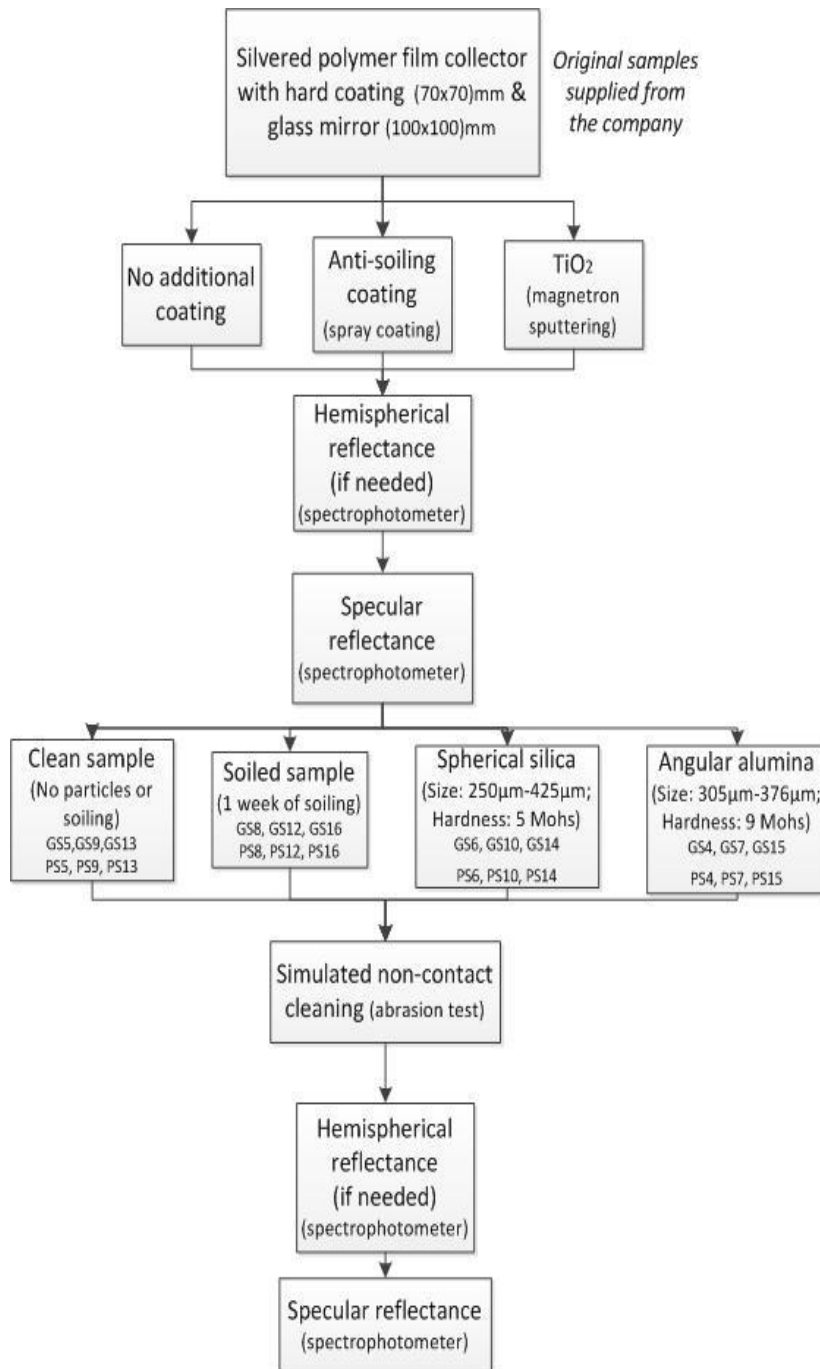 Silvered polymer film collector
with hard coating (70x70)mm &
glass mirror (100x100)mm
Original samples
supplied from
the company
No additional
coating
Anti-soiling
coating
(spray coating)
TiO2
(magnetron
sputtering)
Hemispherical
reflectance
(if needed)
(spectrophotometer)
Specular
reflectance
(spectrophotometer)
Clean sample
(No particles or
soiling)
GS5,GS9,GS13
PS5, PS9, PS13
Soiled sample
(1 week of soiling)
GS8, GS12, GS16
PS8, PS12, PS16
Spherical silica
(Size: 250µm-425µm;
Hardness: 5 Mohs)
GS6, GS10, GS14
PS6, PS10, PS14
Angular alumina
(Size: 305µm-376µm;
Hardness: 9 Mohs)
GS4, GS7, GS15
PS4, PS7, PS15
Simulated non-contact
cleaning (abrasion test)
Hemispherical
reflectance
(if needed)
(spectrophotometer)
Specular reflectance
(spectrophotometer)